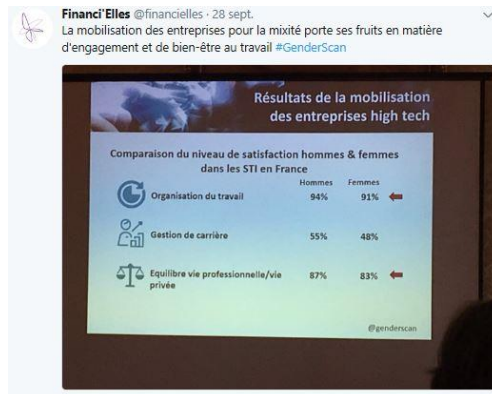 Financi'Elles @financielles · 28 sept.
La mobilisation des entreprises pour la mixité porte ses fruits en matière
d'engagement et de bien-être au travail #GenderScan
Résultats de la mobilisation
des entreprises high tech
Comparaison du niveau de satisfaction hommes & femmes
dans les STI en France
Hommes Femmes
Organisation du travail 94% 91%
Gestion de carrière 55% 48%
Equilibre vie professionnelle/vie 87% 83%
privée
@genderscan